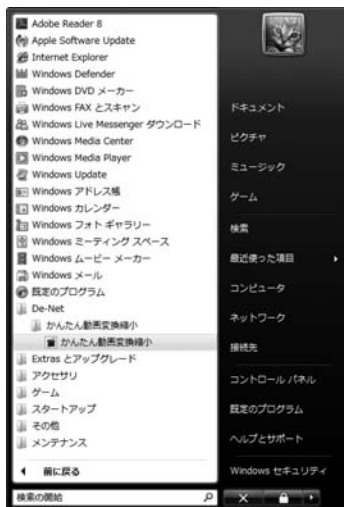 Adobe Reader 8
Apple Software Update
Internet Explorer
Windows Defender
Windows DVD メーカー
Windows FAX とスキャン
Windows Live Messenger ダウンロード
Windows Media Center
Windows Media Player
Windows Update
Windows アドレス帳
Windows カレンダー
Windows フォト ギャラリー
Windows ミーティング スペース
Windows ムービー メーカー
Windows メール
既定のプログラム
De-Net
かんたん動画変換縮小
かんたん動画変換縮小
Extras とアップグレード
アクセサリ
ゲーム
スタートアップ
その他
メンテナンス
前に戻る
検索の開始
ドキュメント
ピクチャ
ミュージック
ゲーム
検索
最近使った項目
コンピュータ
ネットワーク
接続先
コントロール パネル
既定のプログラム
ヘルプとサポート
Windows セキュリティ